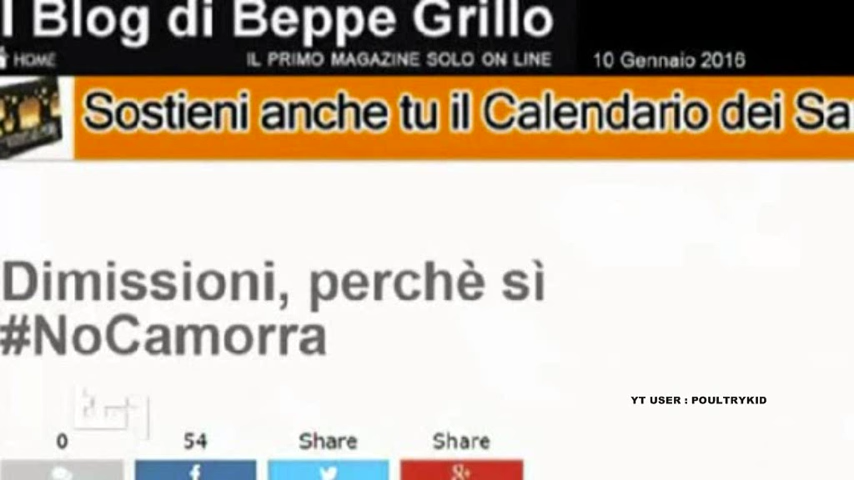 l Blog di Beppe Grillo
HOME
IL PRIMO MAGAZINE SOLO ON LINE
10 Gennaio 2016
Sostieni anche tu il Calendario dei Sa
Dimissioni, perchè sì
#NoCamorra
YT USER : POULTRYKID
0 54 Share Share